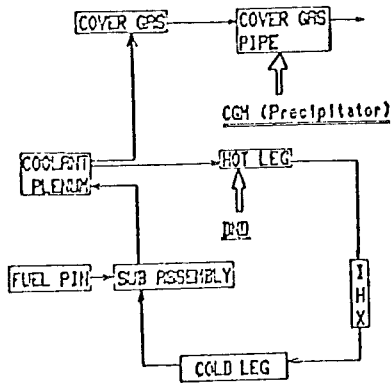 COVER GAS
COVER GAS
PIPE
CGM (Precipitator)
COOLANT
PLENUM
HOT LEG
DND
FUEL PIN
SUB ASSEMBLY
I
H
X
COLD LEG